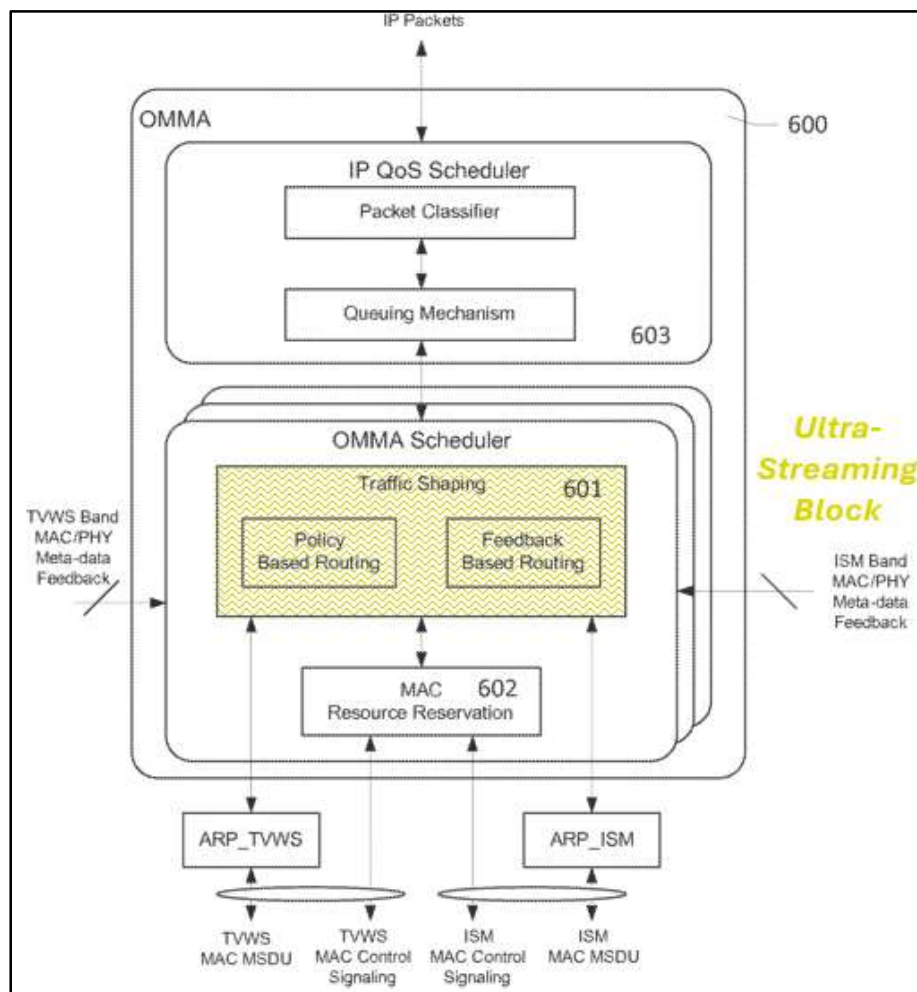 IP Packets
OMMA
600
IP QoS Scheduler
Packet Classifier
Queuing Mechanism
603
OMMA Scheduler
Traffic Shaping
601
Policy
Based Routing
Feedback
Based Routing
MAC
Resource Reservation
602
TVWS Band
MAC/PHY
Meta-data
Feedback
Ultra-
Streaming
Block
ISM Band
MAC/PHY
Meta-data
Feedback
ARP_TVWS
ARP_ISM
TVWS
MAC MSDU
TVWS
MAC Control
Signaling
ISM
MAC Control
Signaling
ISM
MAC MSDU